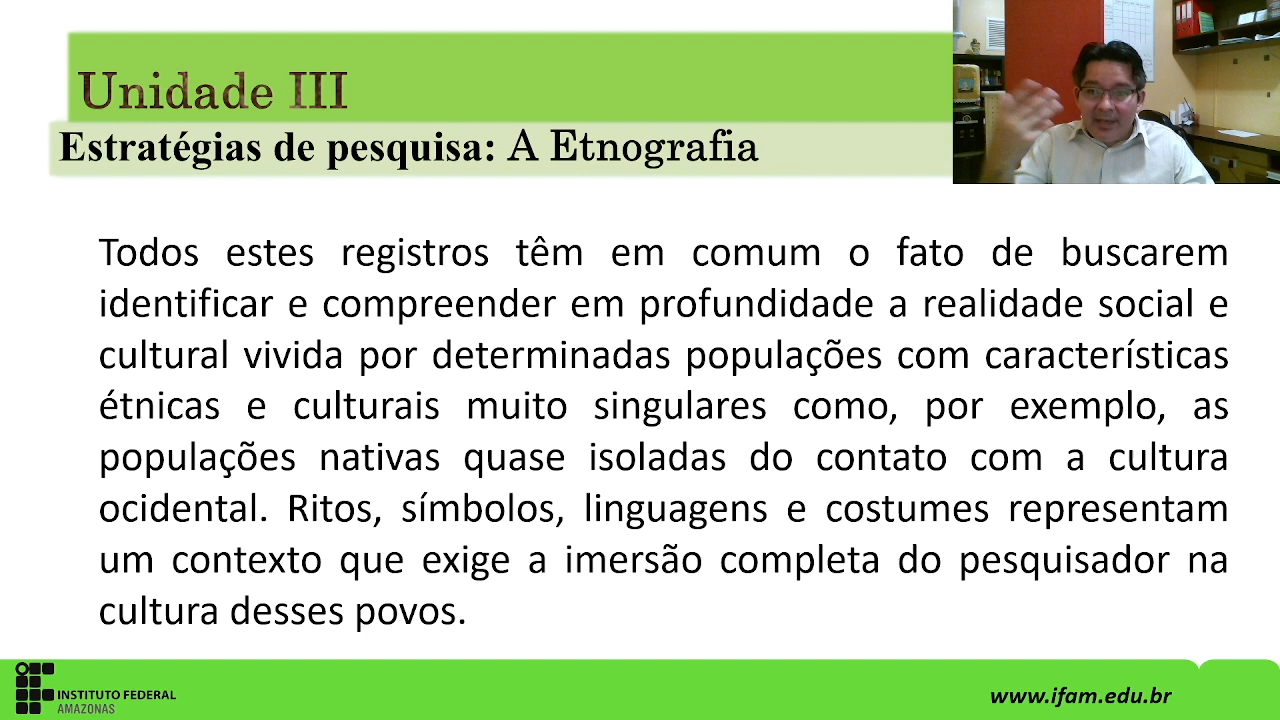 Unidade III
Estratégias de pesquisa: A Etnografia
Todos estes registros têm em comum o fato de buscarem
identificar e compreender em profundidade a realidade social e
cultural vivida por determinadas populações com características
étnicas e culturais muito singulares como, por exemplo, as
populações nativas quase isoladas do contato com a cultura
ocidental. Ritos, símbolos, linguagens e costumes representam
um contexto que exige a imersão completa do pesquisador na
cultura desses povos.
INSTITUTO FEDERAL
AMAZONAS
www.ifam.edu.br